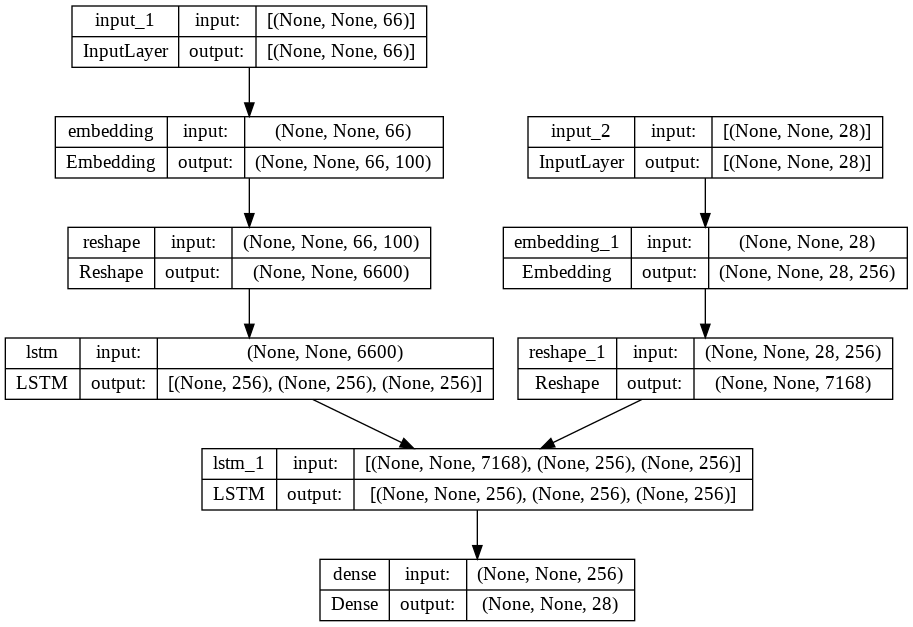 input_1 input: [(None, None, 66)]
InputLayer output: [(None, None, 66)]
embedding input: (None, None, 66)
Embedding output: (None, None, 66, 100)
input_2 input: [(None, None, 28)]
InputLayer output: [(None, None, 28)]
reshape input: (None, None, 66, 100)
Reshape output: (None, None, 6600)
embedding_1 input: (None, None, 28)
Embedding output: (None, None, 28, 256)
lstm input: (None, None, 6600)
LSTM output: [(None, 256), (None, 256), (None, 256)]
reshape_1 input: (None, None, 28, 256)
Reshape output: (None, None, 7168)
lstm_1 input: [(None, None, 7168), (None, 256), (None, 256)]
LSTM output: [(None, None, 256), (None, 256), (None, 256)]
dense input: (None, None, 256)
Dense output: (None, None, 28)